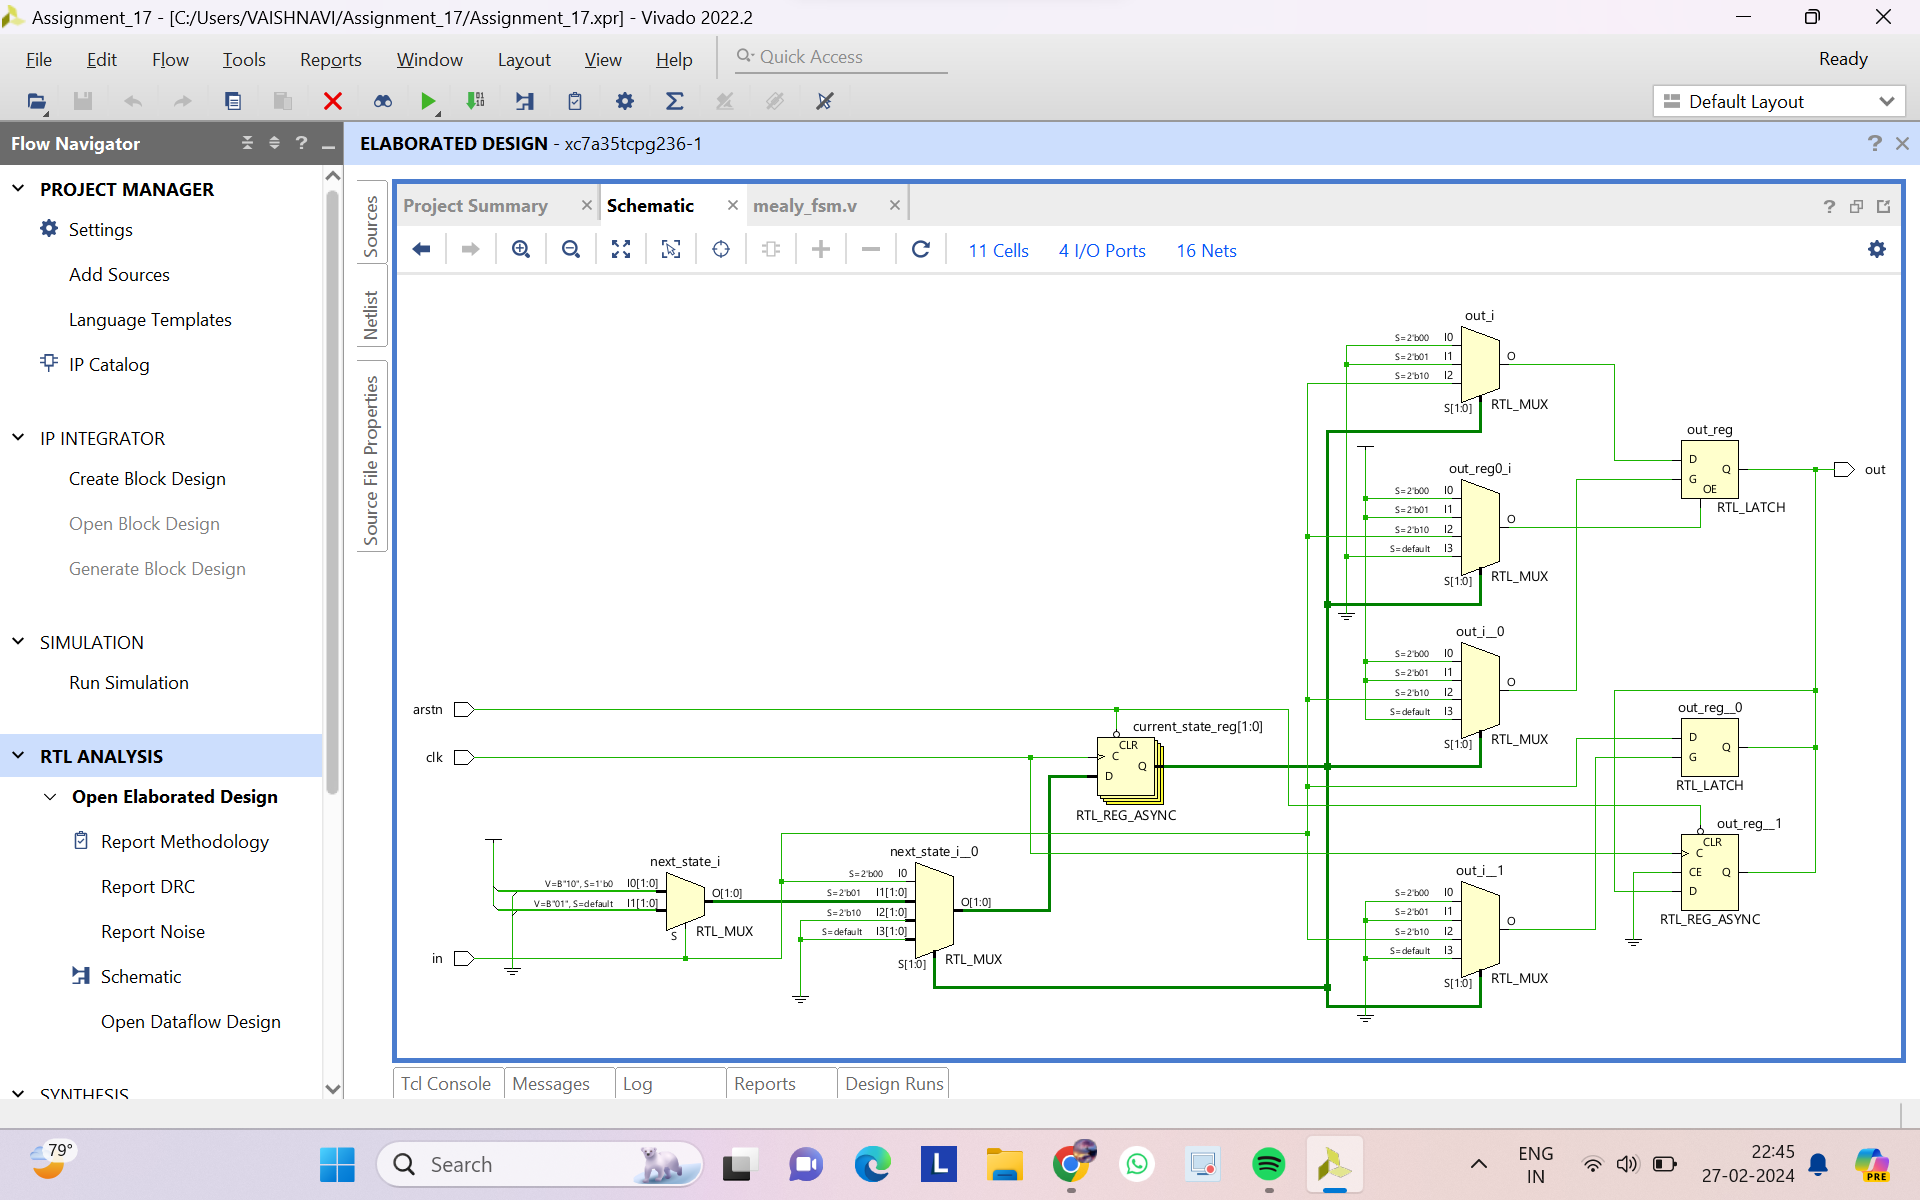 Assignment_17 - [C:/Users/VAISHNAVI/Assignment_17/Assignment_17.xpr] - Vivado 2022.2
File Edit Flow Tools Reports Window Layout View Help Quick Access Ready
Default Layout
Flow Navigator
ELABORATED DESIGN - xc7a35tcpg236-1
PROJECT MANAGER
Settings
Add Sources
Language Templates
IP Catalog
IP INTEGRATOR
Create Block Design
Open Block Design
Generate Block Design
SIMULATION
Run Simulation
RTL ANALYSIS
Open Elaborated Design
Report Methodology
Report DRC
Report Noise
Schematic
Open Dataflow Design
SYNTHESIS
Sources
Netlist
Source File Properties
Project Summary Schematic mealy_fsm.v
11 Cells 4 I/O Ports 16 Nets
out_i
S=2'b00 I0
S=2'b01 I1 O
S=2'b10 I2
S[1:0] RTL_MUX
out_reg0_i
S=2'b00 I0
S=2'b01 I1 O
S=2'b10 I2
S=default I3
S[1:0] RTL_MUX
out_reg
D Q out
G
OE
RTL_LATCH
out_i__0
S=2'b00 I0
S=2'b01 I1 O
S=2'b10 I2
S=default I3
S[1:0] RTL_MUX
out_reg__0
D Q
G
RTL_LATCH
arstn
clk
in
current_state_reg[1:0]
CLR
C
D Q
RTL_REG_ASYNC
next_state_i
V=B"10", S=1'b0 I0[1:0] O[1:0]
V=B"01", S=default I1[1:0]
S RTL_MUX
next_state_i__0
S=2'b00 I0
S=2'b01 I1[1:0] O[1:0]
S=2'b10 I2[1:0]
S=default I3[1:0]
S[1:0] RTL_MUX
out_reg__1
CLR
C
CE Q
D
RTL_REG_ASYNC
out_i__1
S=2'b00 I0
S=2'b01 I1 O
S=2'b10 I2
S=default I3
S[1:0] RTL_MUX
Tcl Console Messages Log Reports Design Runs
79°
Search
L
ENG
IN
22:45
27-02-2024
PRE